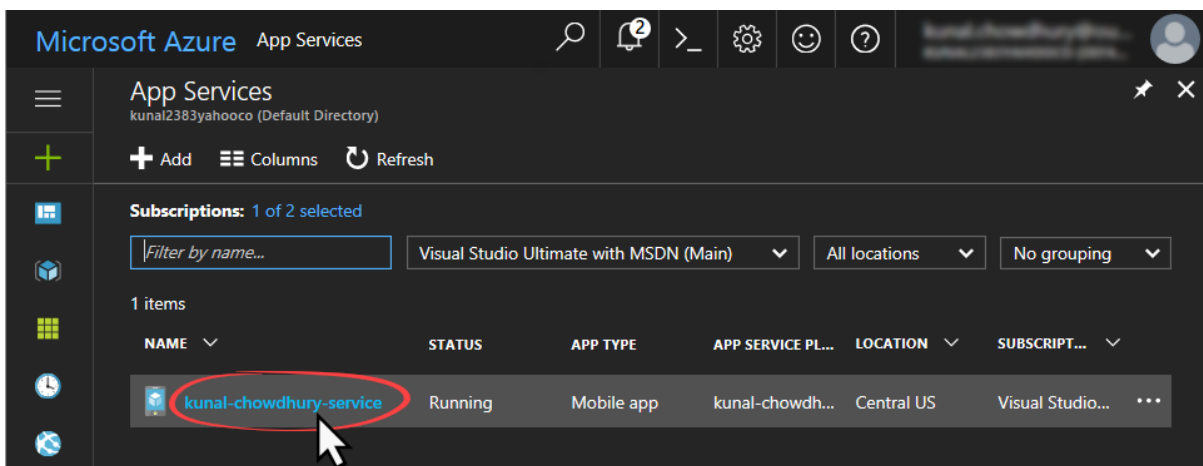 Microsoft Azure App Services 2
App Services
kunal2383yahooco (Default Directory)
Add Columns Refresh
Subscriptions: 1 of 2 selected
Filter by name... Visual Studio Ultimate with MSDN (Main) All locations No grouping
1 items
NAME STATUS APP TYPE APP SERVICE PL... LOCATION SUBSCRIPT...
kunal-chowdhury-service Running Mobile app kunal-chowdh... Central US Visual Studio... ...